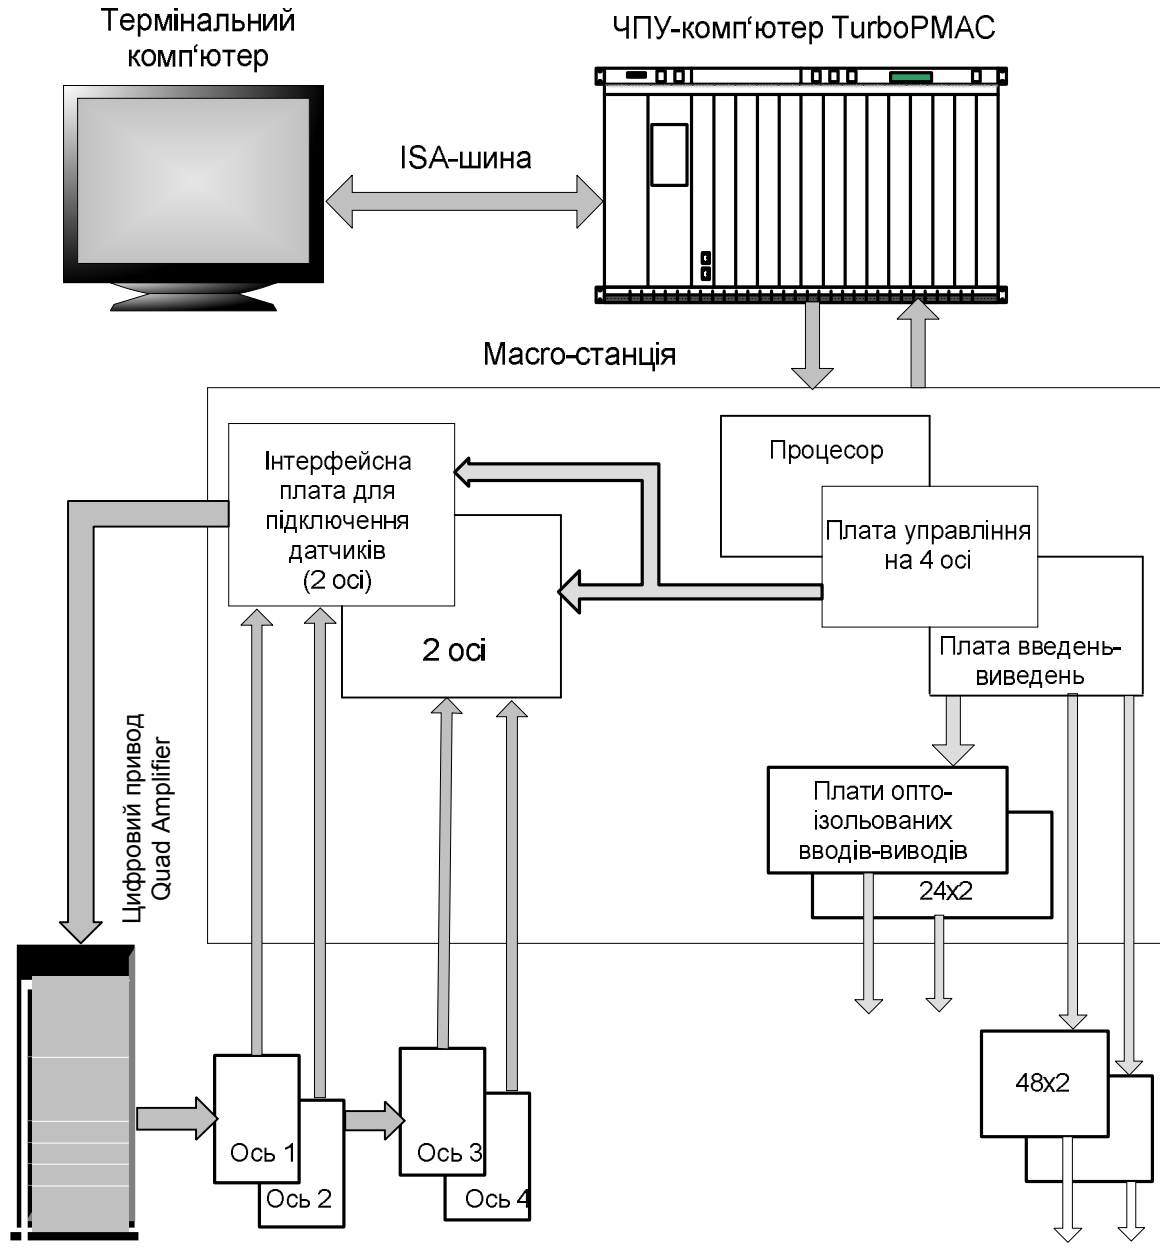 Термінальний
комп'ютер
ЧПУ-комп'ютер TurboPMAC
ISA-шина
Macro-станція
Інтерфейсна
плата для
підключення
датчиків
(2 осі)
2 осі
Процесор
Плата управління
на 4 осі
Плата введень-
виведень
Плати опто-
ізольованих
вводів-виводів
24x2
Цифровий привод
Quad Amplifier
48x2
Ось 1
Ось 2
Ось 3
Ось 4